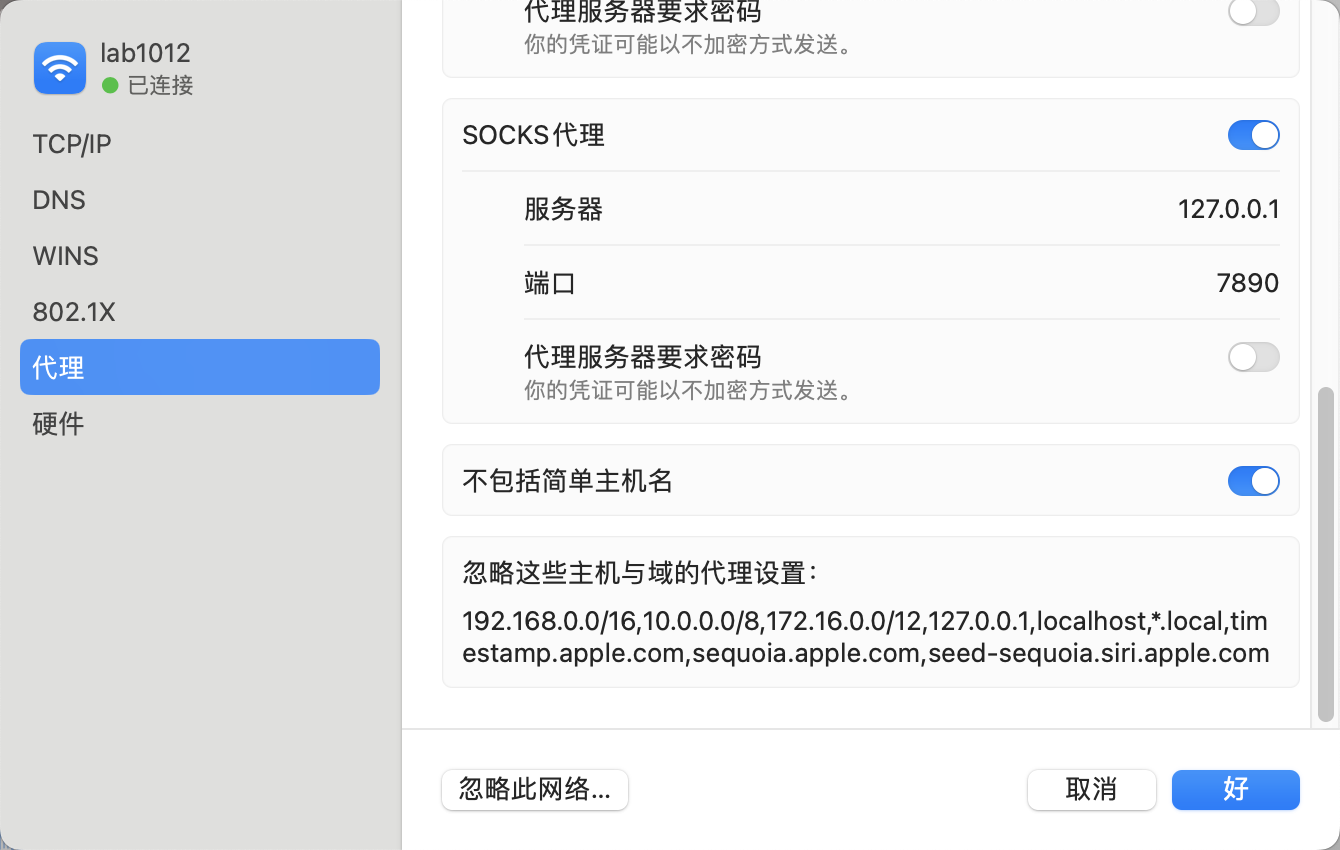 lab1012
已连接
TCP/IP
DNS
WINS
802.1X
代理
硬件
代理服务器要求密码
你的凭证可能以不加密方式发送。
SOCKS代理
服务器 127.0.0.1
端口 7890
代理服务器要求密码
你的凭证可能以不加密方式发送。
不包括简单主机名
忽略这些主机与域的代理设置：
192.168.0.0/16,10.0.0.0/8,172.16.0.0/12,127.0.0.1,localhost,*.local,tim
estamp.apple.com,sequoia.apple.com,seed-sequoia.siri.apple.com
忽略此网络... 取消 好